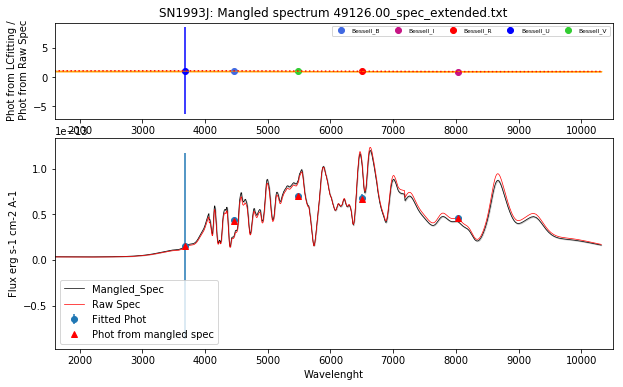 SN1993J: Mangled spectrum 49126.00_spec_extended.txt
Phot from LCfitting /
Phot from Raw Spec
5
0
−5
Bessell_B
Bessell_I
Bessell_R
Bessell_U
Bessell_V
2000 3000 4000 5000 6000 7000 8000 9000 10000
1e−13
Flux erg s-1 cm-2 A-1
1.0
0.5
0.0
−0.5
Mangled_Spec
Raw Spec
Fitted Phot
Phot from mangled spec
2000 3000 4000 5000 6000 7000 8000 9000 10000
Wavelenght